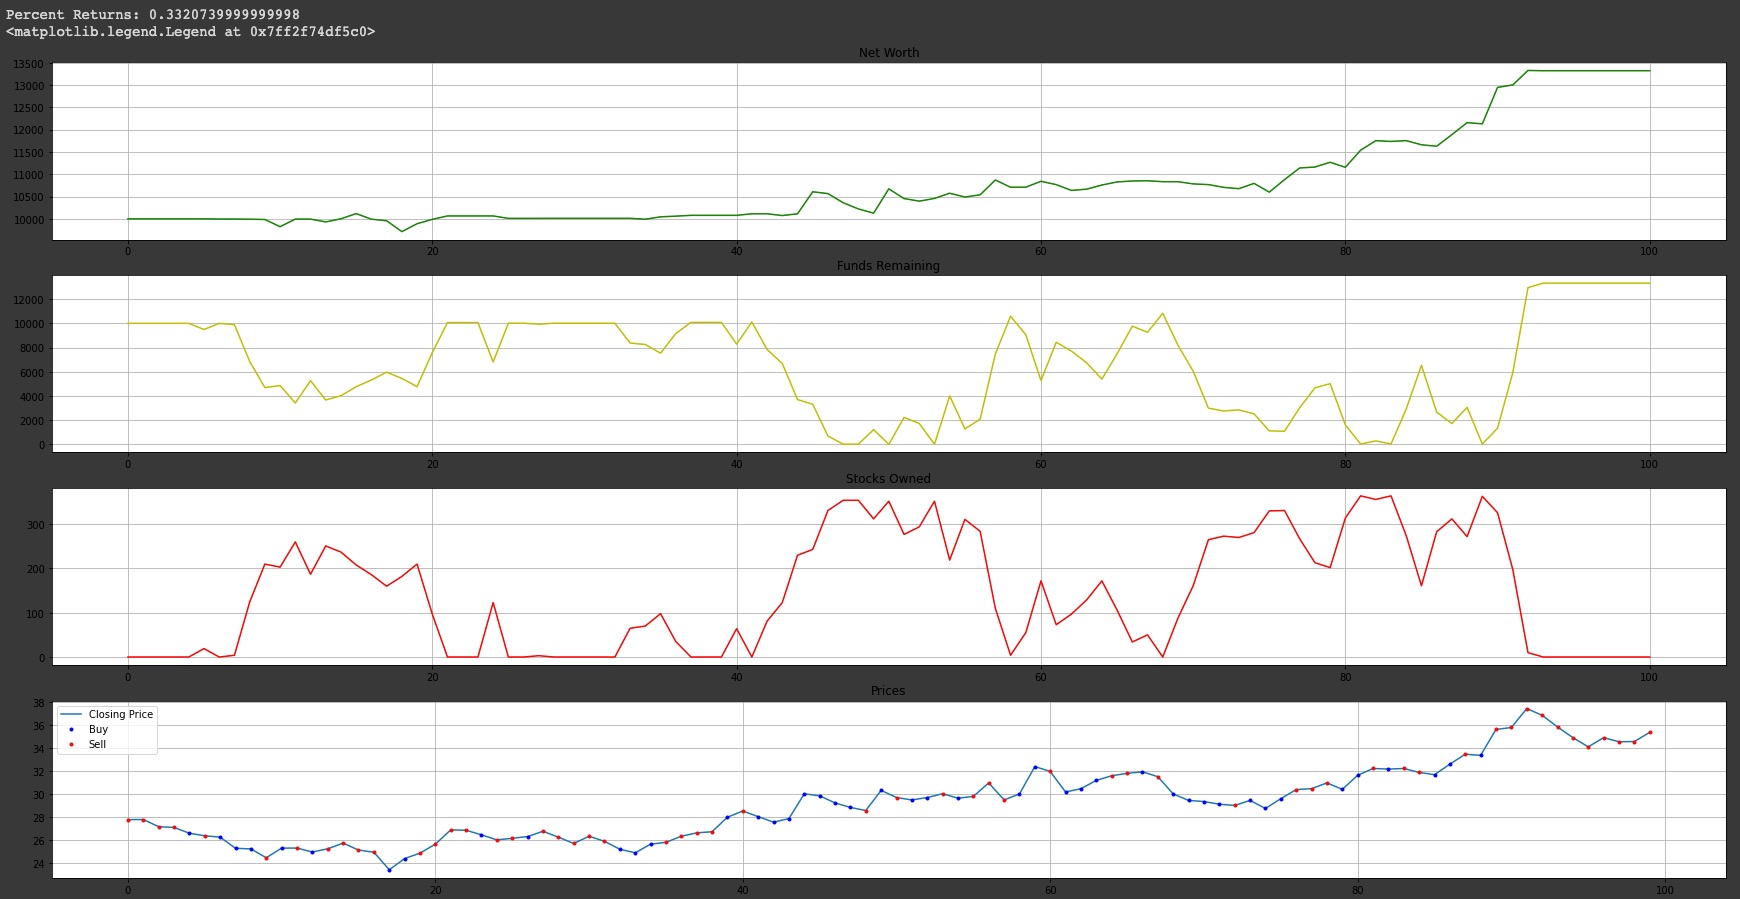 Percent Returns: 0.3320739999999998
<matplotlib.legend.Legend at 0x7ff2f74df5c0>
Net Worth
13500
13000
12500
12000
11500
11000
10500
10000
0 20 40 60 80 100
Funds Remaining
12000
10000
8000
6000
4000
2000
0
0 20 40 60 80 100
Stocks Owned
300
200
100
0
0 20 40 60 80 100
Prices
38
36
34
32
30
28
26
24
Closing Price
Buy
Sell
0 20 40 60 80 100